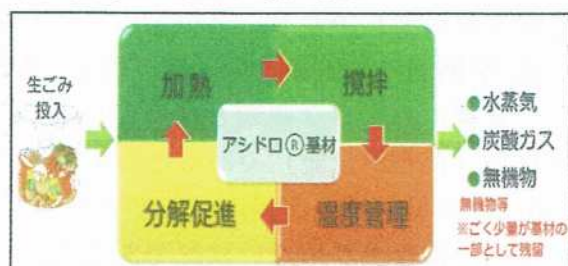 生ごみ
投入
加熱
撹拌
アシドロ®基材
分解促進
温度管理
●水蒸気
●炭酸ガス
●無機物
無機物等
※ごく少量が基材の
一部として残留